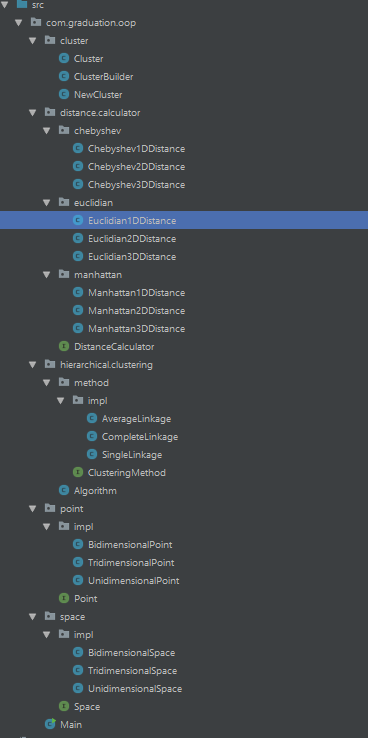 src
com.graduation.oop
cluster
Cluster
ClusterBuilder
NewCluster
distance.calculator
chebyshev
Chebyshev1DDistance
Chebyshev2DDistance
Chebyshev3DDistance
euclidian
Euclidian1DDistance
Euclidian2DDistance
Euclidian3DDistance
manhattan
Manhattan1DDistance
Manhattan2DDistance
Manhattan3DDistance
DistanceCalculator
hierarchical.clustering
method
impl
AverageLinkage
CompleteLinkage
SingleLinkage
ClusteringMethod
Algorithm
point
impl
BidimensionalPoint
TridimensionalPoint
UnidimensionalPoint
Point
space
impl
BidimensionalSpace
TridimensionalSpace
UnidimensionalSpace
Space
Main